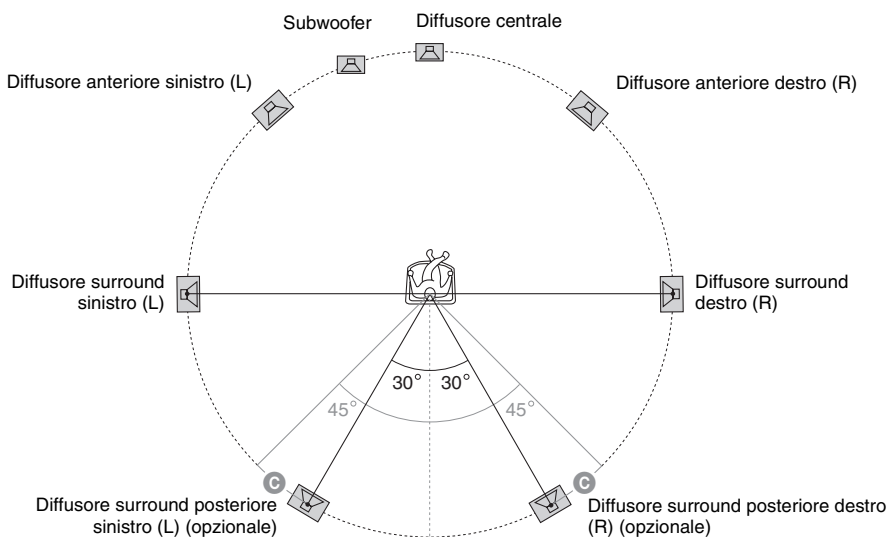 Subwoofer
Diffusore centrale
Diffusore anteriore sinistro (L)
Diffusore anteriore destro (R)
Diffusore surround
sinistro (L)
Diffusore surround
destro (R)
30°
30°
45°
45°
C
C
Diffusore surround posteriore
sinistro (L) (opzionale)
Diffusore surround posteriore destro
(R) (opzionale)